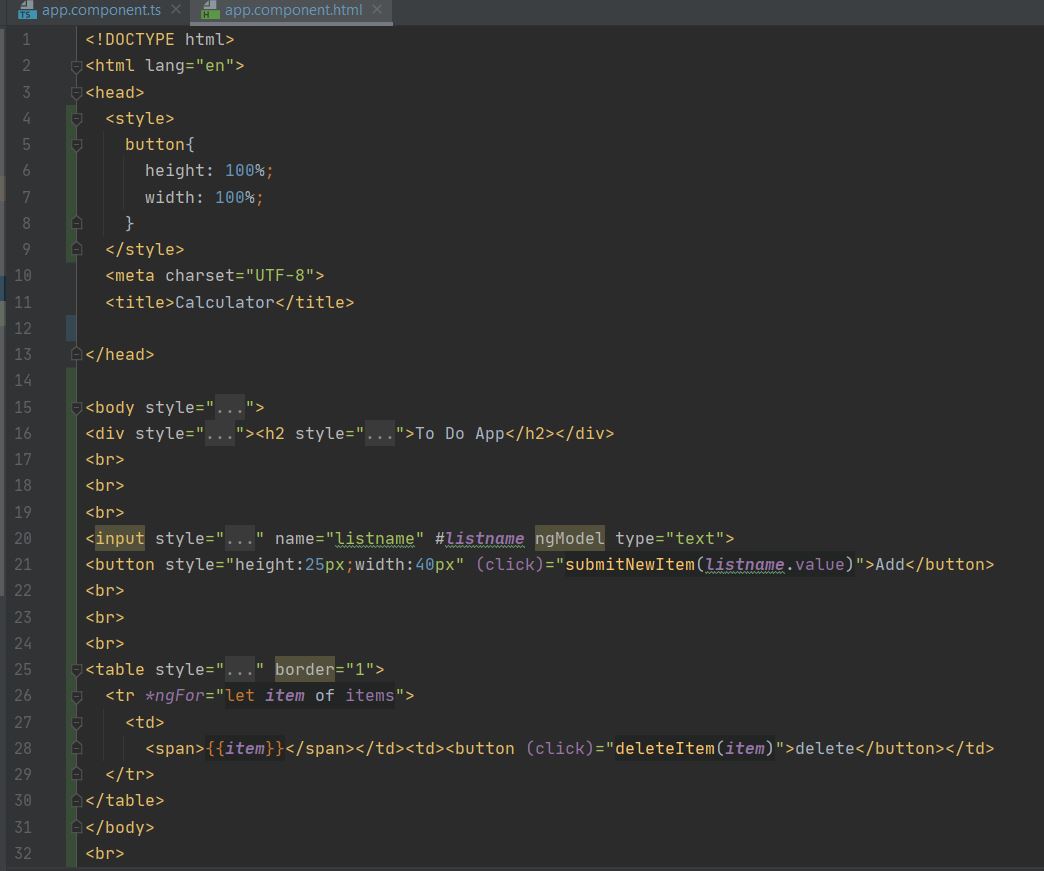 app.component.ts × app.component.html ×
1 <!DOCTYPE html>
2 <html lang="en">
3 <head>
4 <style>
5 button{
6 height: 100%;
7 width: 100%;
8 }
9 </style>
10 <meta charset="UTF-8">
11 <title>Calculator</title>
12
13 </head>
14
15 <body style="...">
16 <div style="..."><h2 style="...">To Do App</h2></div>
17 <br>
18 <br>
19 <br>
20 <input style="..." name="listname" #listname ngModel type="text">
21 <button style="height:25px;width:40px" (click)="submitNewItem(listname.value)">Add</button>
22 <br>
23 <br>
24 <br>
25 <table style="..." border="1">
26 <tr *ngFor="let item of items">
27 <td>
28 <span>{{item}}</span></td><td><button (click)="deleteItem(item)">delete</button></td>
29 </tr>
30 </table>
31 </body>
32 <br>